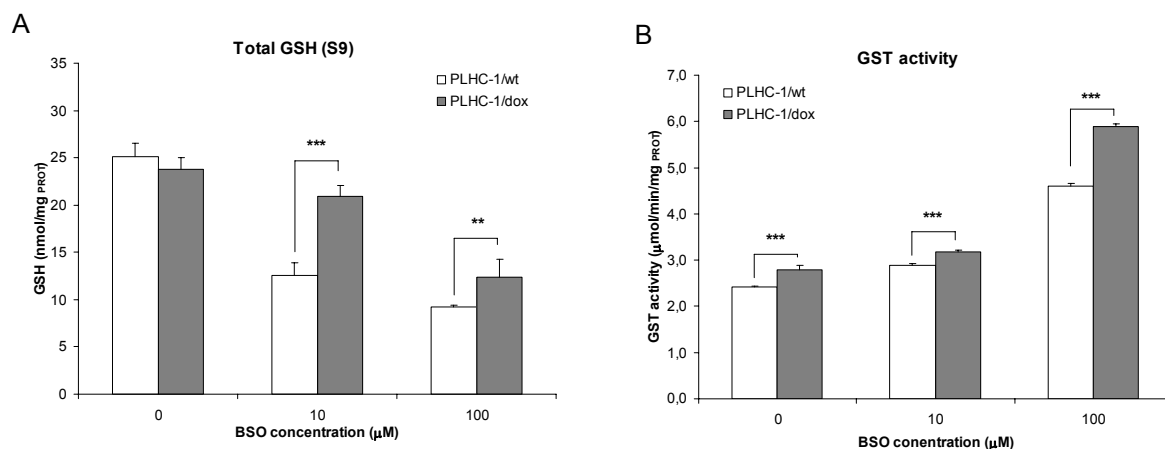 A
Total GSH (S9)
PLHC-1/wt
PLHC-1/dox
35
30
25
20
15
10
5
0
GSH (nmol/mg PROT)
***
**
0
10
100
BSO concentration (μM)
B
GST activity
PLHC-1/wt
PLHC-1/dox
7,0
6,0
5,0
4,0
3,0
2,0
1,0
0,0
GST activity (μmol/min/mg PROT)
***
***
***
0
10
100
BSO conentration (μM)